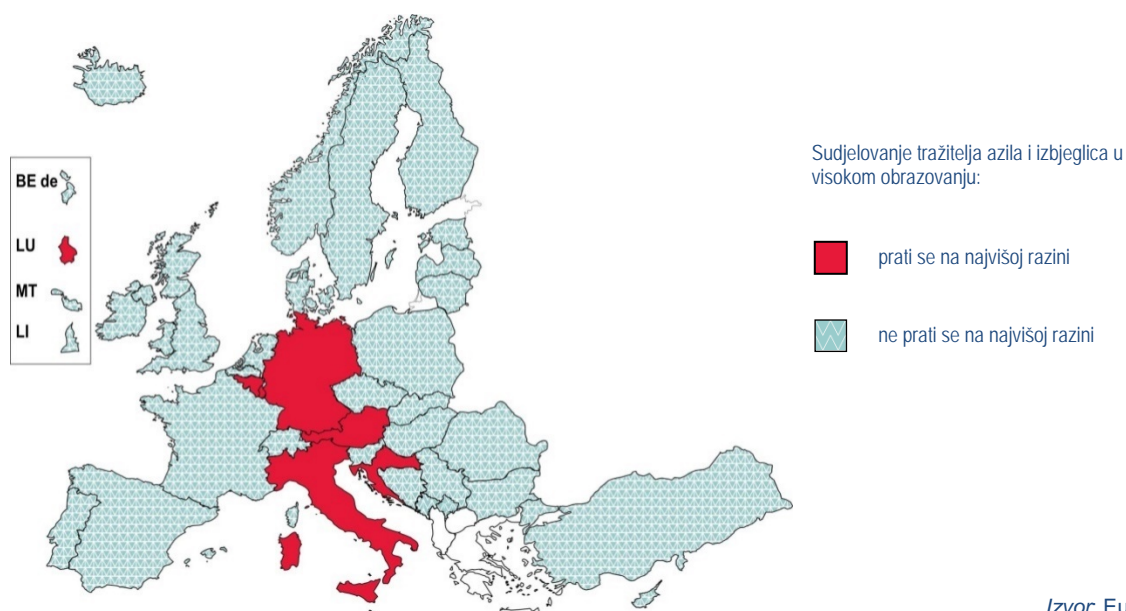 BE de
LU
MT
LI
Sudjelovanje tražitelja azila i izbjeglica u
visokom obrazovanju:
prati se na najvišoj razini
ne prati se na najvišoj razini
Izvor. Eu